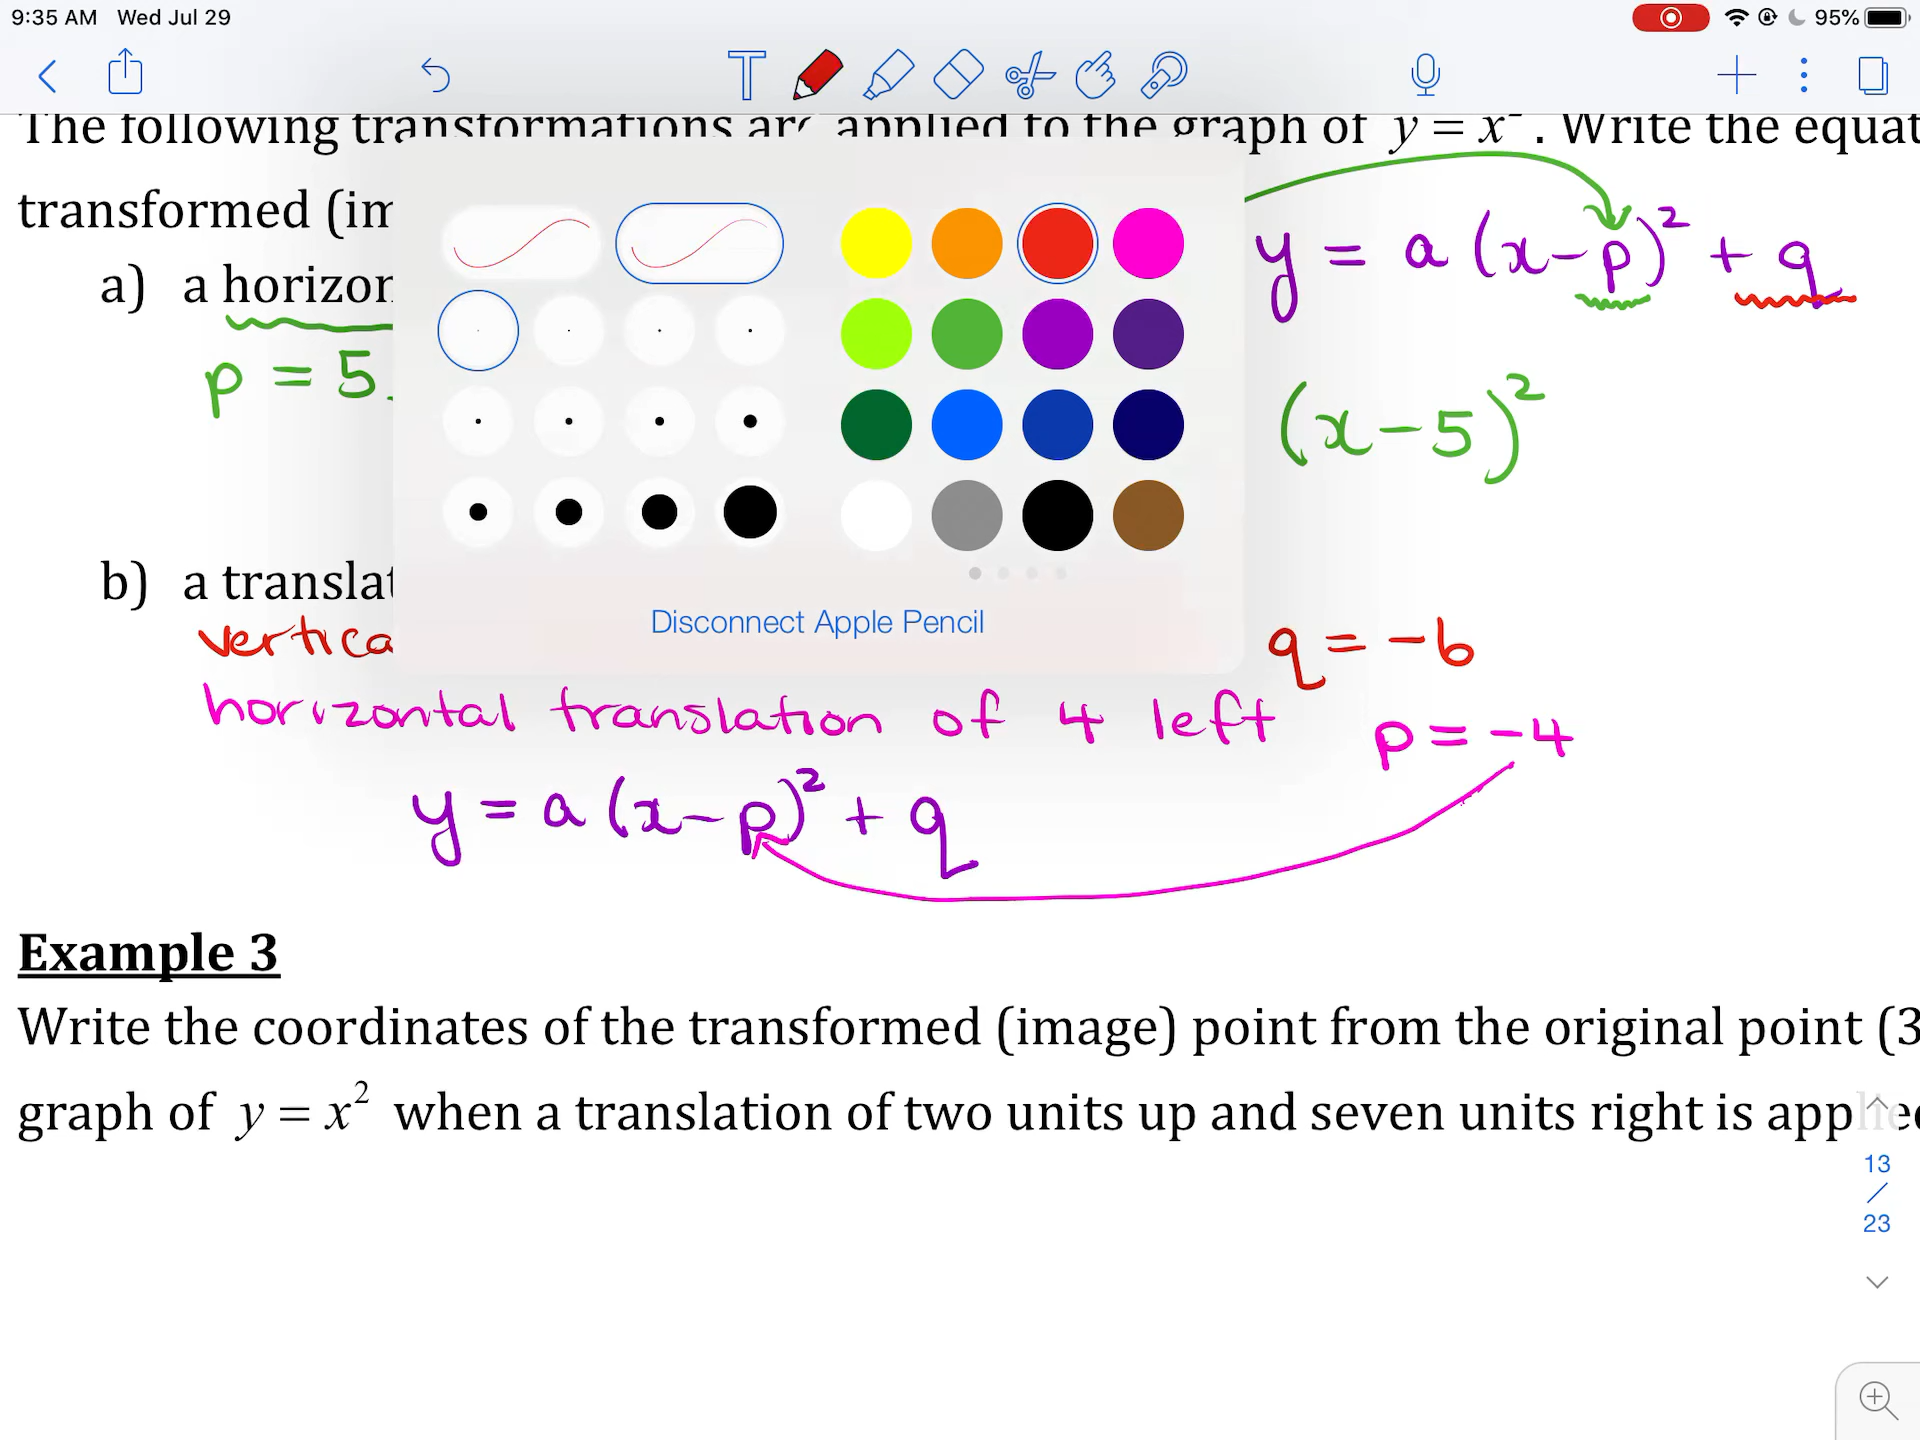 9:35 AM Wed Jul 29
95%
The following transformations are applied to the graph of y = x². Write the equat
transformed (im
y = a (x-p)² + q
a) a horizon
p = 5
(x-5)²
b) a translat
Disconnect Apple Pencil
vertica
q = -6
horizontal translation of 4 left
p = -4
y = a (x-p)² + q
Example 3
Write the coordinates of the transformed (image) point from the original point (3
graph of y = x² when a translation of two units up and seven units right is applied
13
/
23